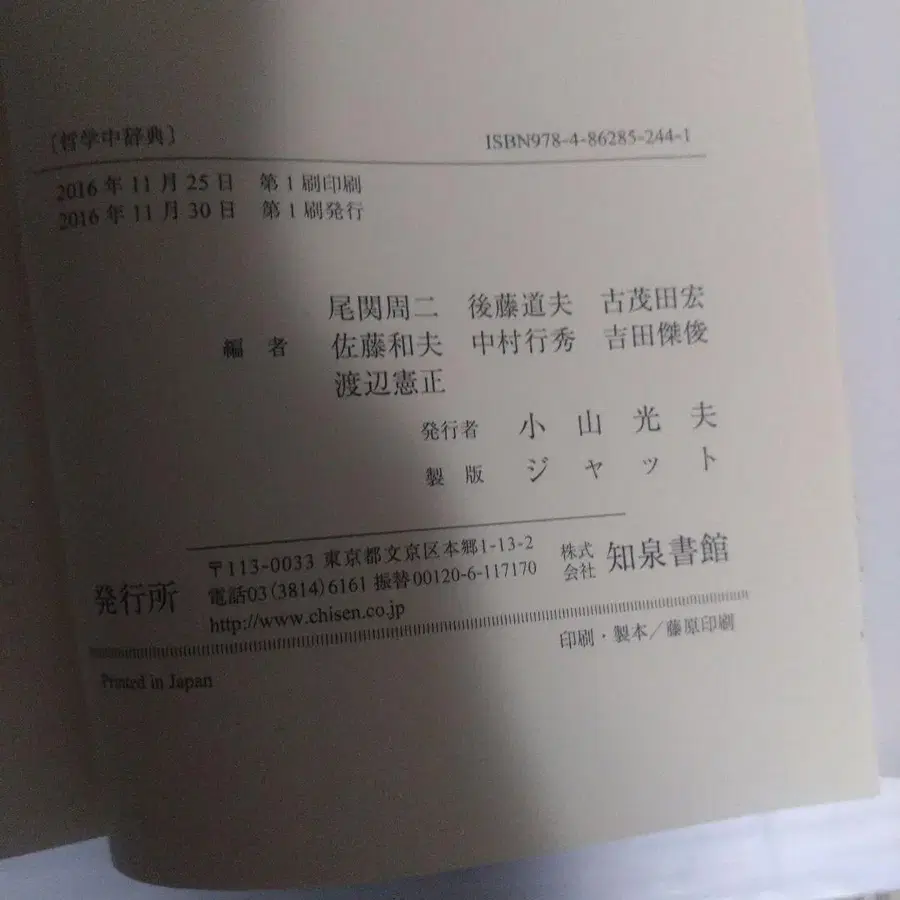 〔哲学中辞典〕 ISBN978-4-86285-244-1
2016年11月25日 第1刷印刷
2016年11月30日 第1刷発行
尾関周二 後藤道夫 古茂田宏
編者 佐藤和夫 中村行秀 吉田傑俊
渡辺憲正
発行者 小山光夫
製版 ジャット
発行所 〒113-0033 東京都文京区本郷1-13-2 株式会社 知泉書館
電話03(3814)6161 振替00120-6-117170
http://www.chisen.co.jp
印刷・製本/藤原印刷
Printed in Japan